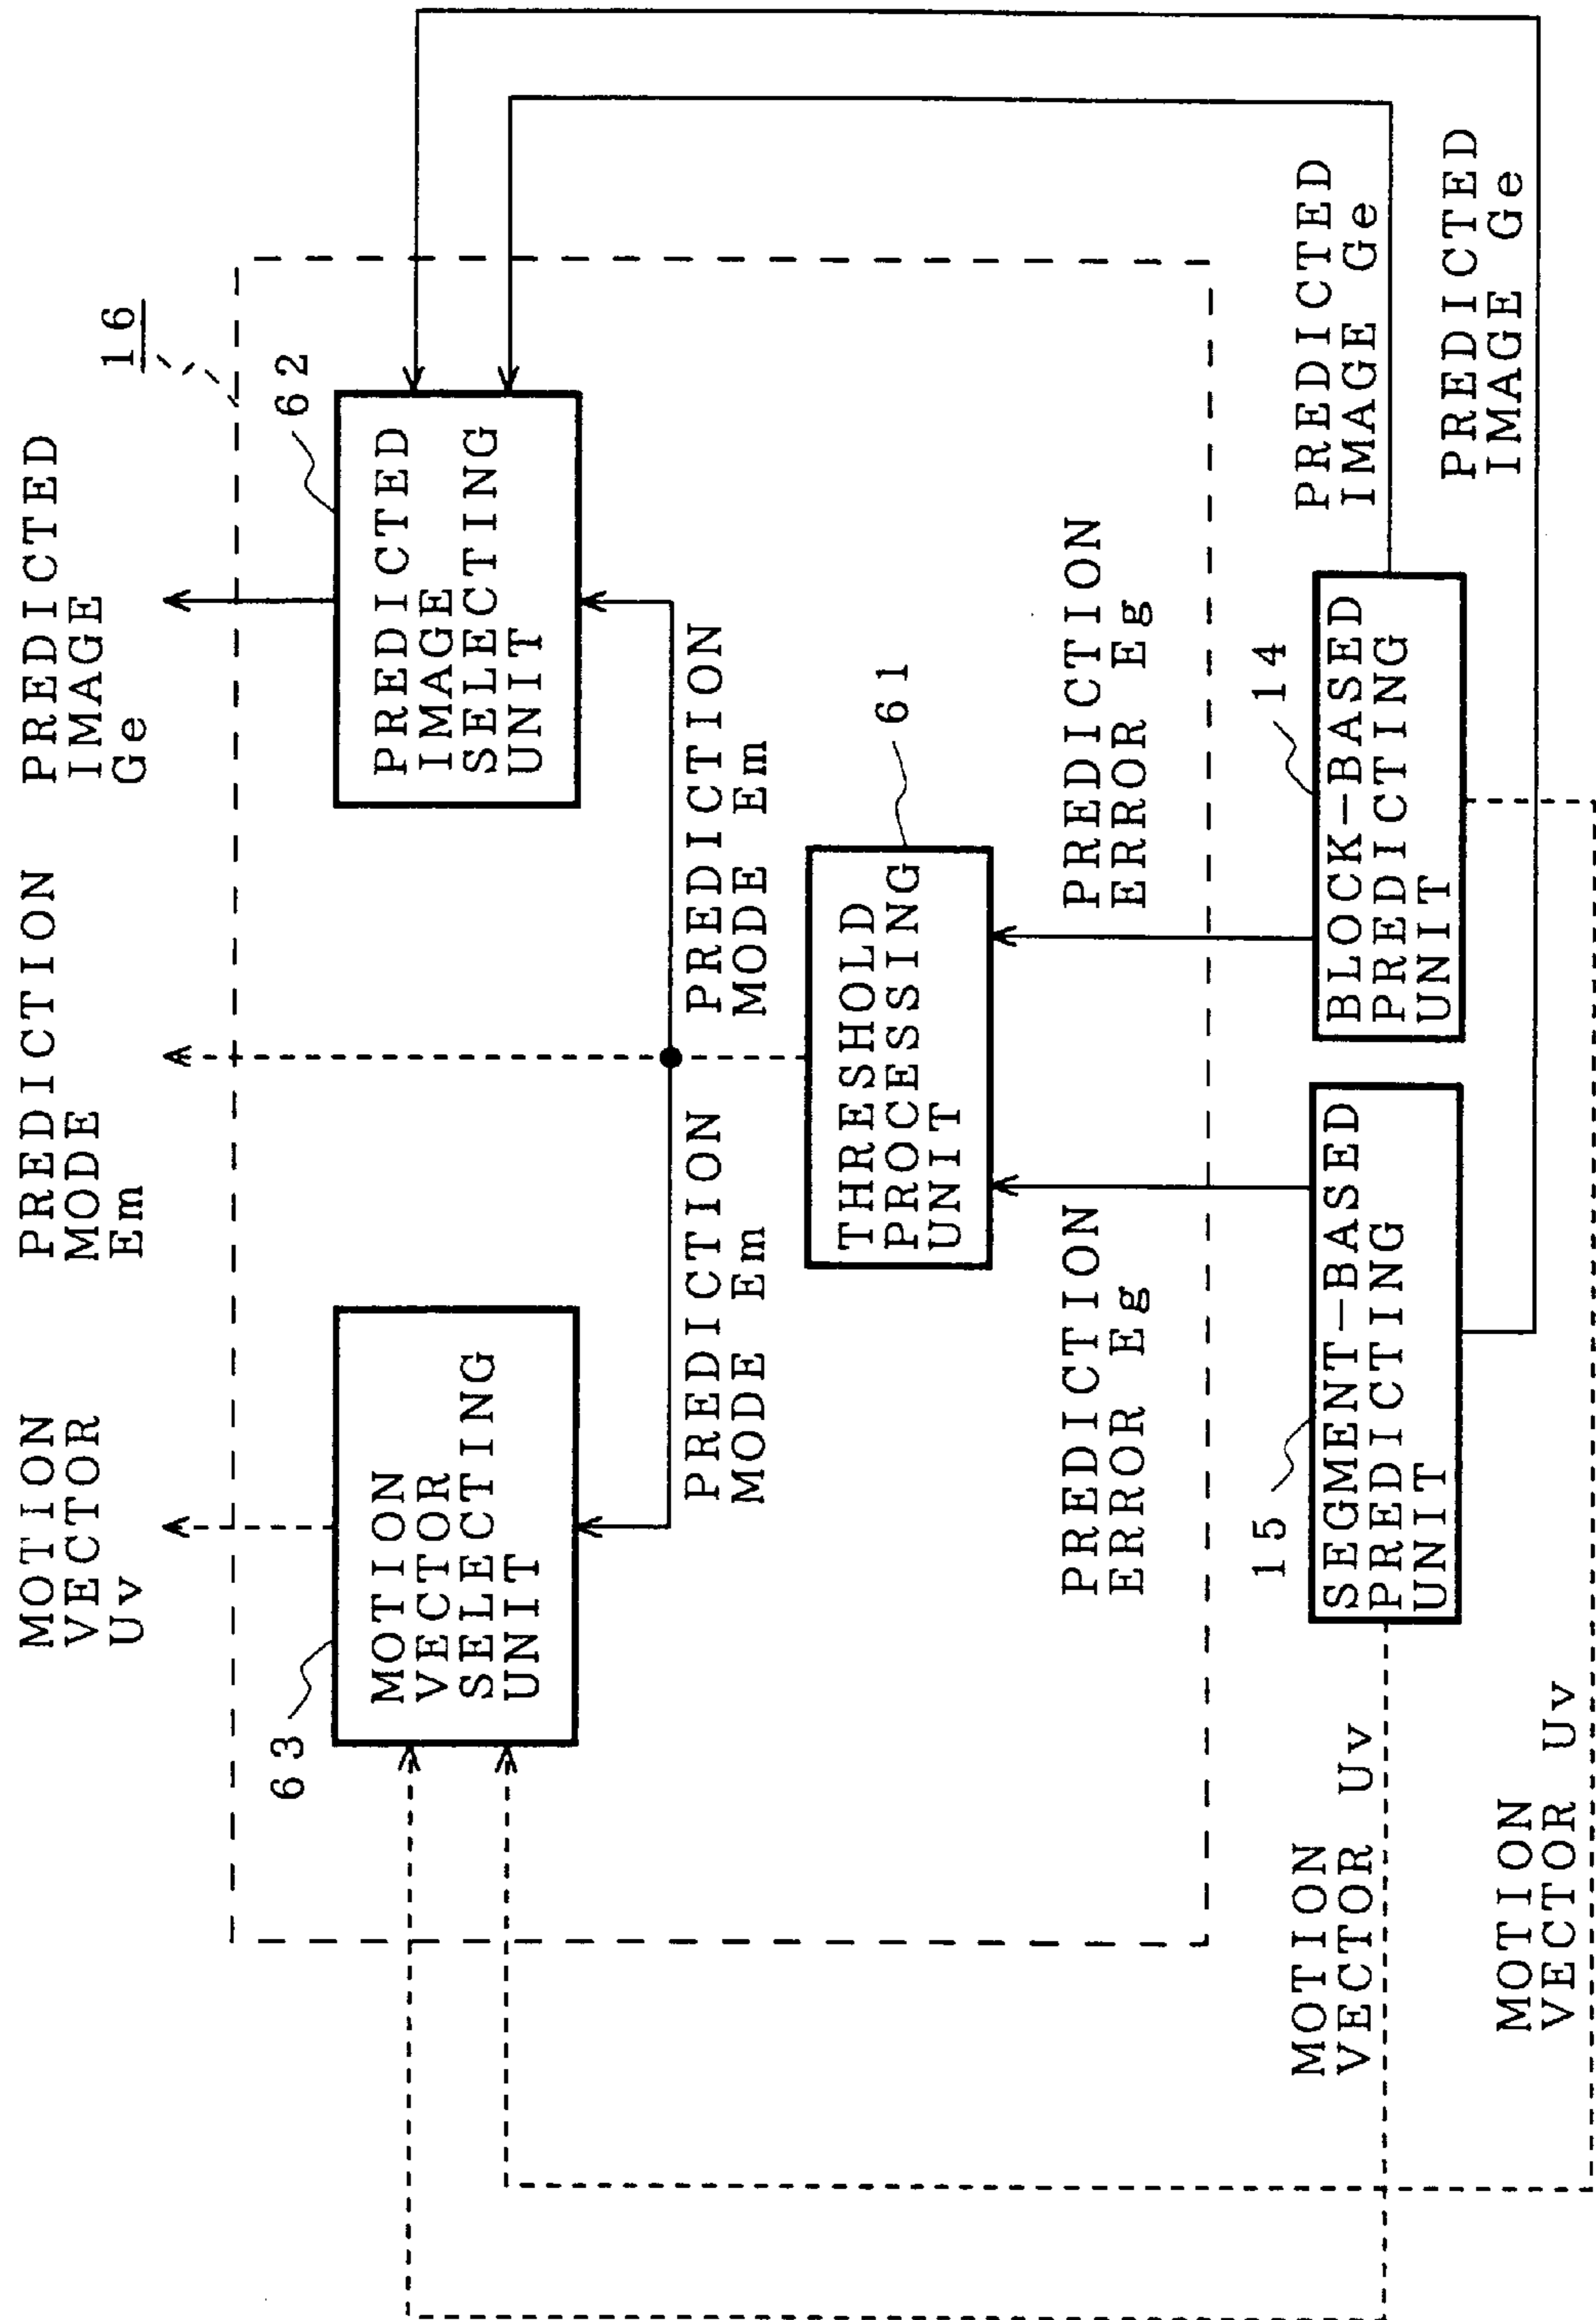 MOTION
VECTOR
Uv
PREDICTION
MODE
Em
PREDICTED
IMAGE
Ge
16
63
MOTION
VECTOR
SELECTING
UNIT
62
PREDICTED
IMAGE
SELECTING
UNIT
PREDICTION
MODE Em
PREDICTION
MODE Em
61
THRESHOLD
PROCESSING
UNIT
PREDICTION
ERROR Eg
PREDICTION
ERROR Eg
15
SEGMENT-BASED
PREDICTING
UNIT
14
BLOCK-BASED
PREDICTING
UNIT
MOTION
VECTOR Uv
PREDICTED
IMAGE Ge
MOTION
VECTOR Uv
PREDICTED
IMAGE Ge